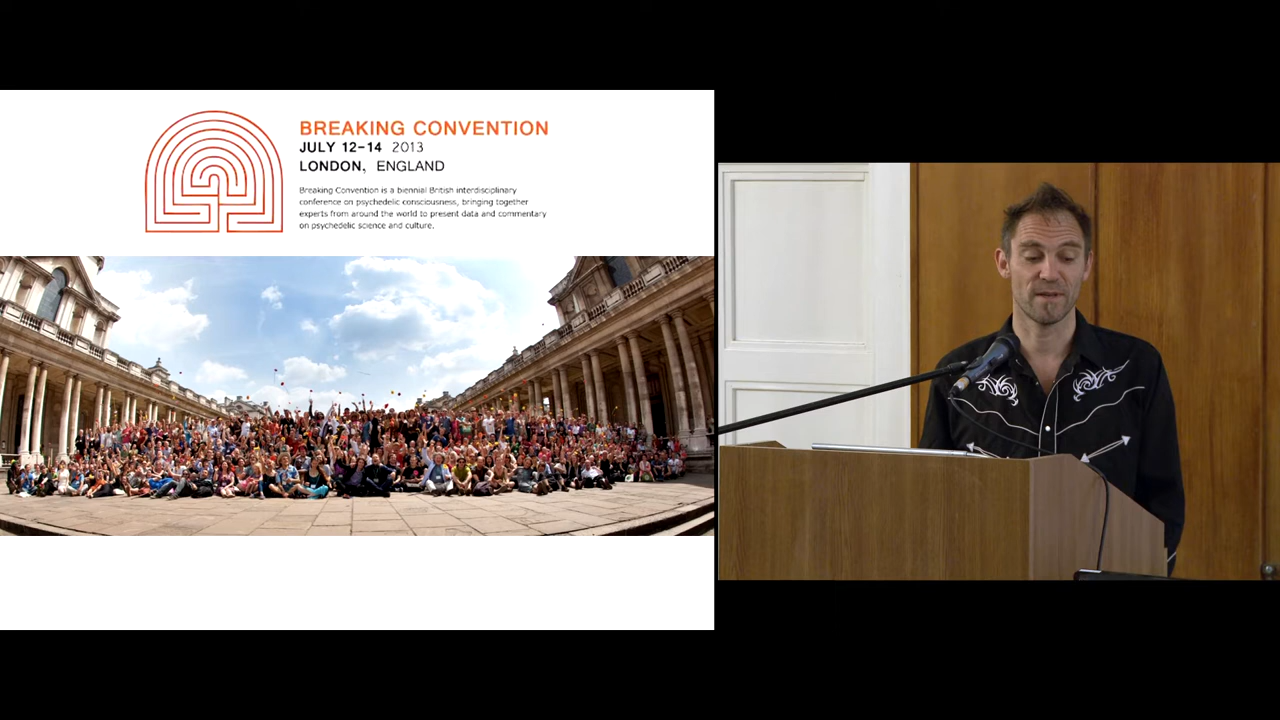 BREAKING CONVENTION
JULY 12-14 2013
LONDON, ENGLAND
Breaking Convention is a biennial British interdisciplinary
conference on psychedelic consciousness, bringing together
experts from around the world to present data and commentary
on psychedelic science and culture.